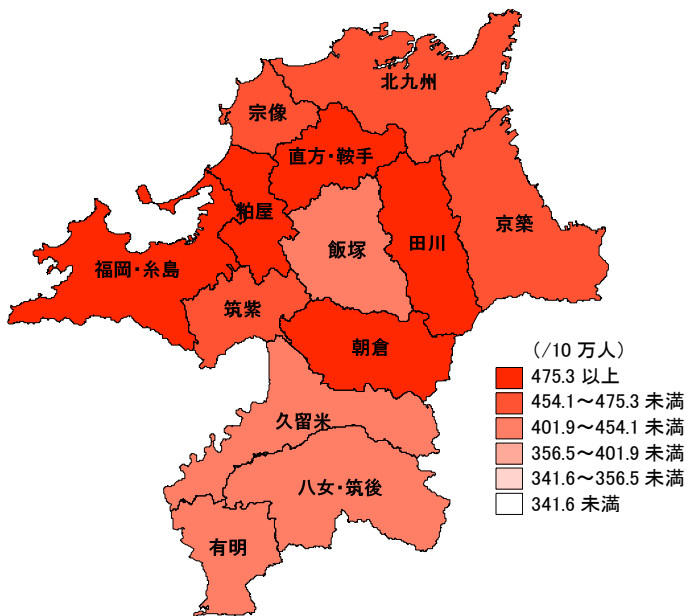 北九州
宗像
直方・鞍手
粕屋
京築
飯塚
田川
福岡・糸島
筑紫
朝倉
久留米
八女・筑後
有明
(/10 万人)
475.3 以上
454.1～475.3 未満
401.9～454.1 未満
356.5～401.9 未満
341.6～356.5 未満
341.6 未満